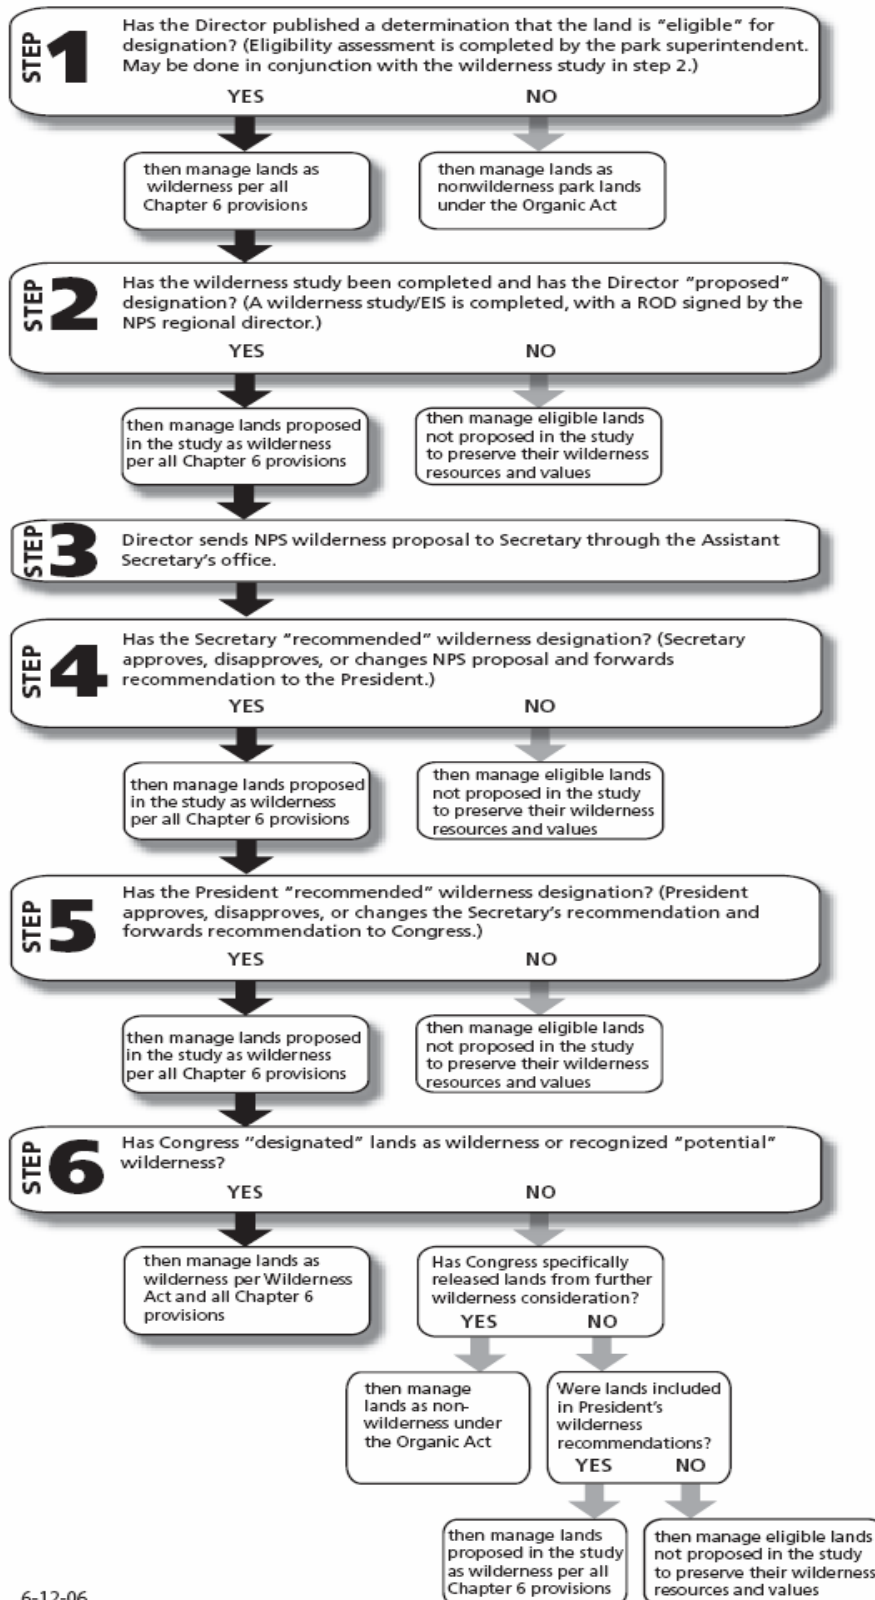 STEP 1
Has the Director published a determination that the land is “eligible” for
designation? (Eligibility assessment is completed by the park superintendent.
May be done in conjunction with the wilderness study in step 2.)
YES NO
then manage lands as
wilderness per all
Chapter 6 provisions
then manage lands as
nonwilderness park lands
under the Organic Act
STEP 2
Has the wilderness study been completed and has the Director “proposed”
designation? (A wilderness study/EIS is completed, with a ROD signed by the
NPS regional director.)
YES NO
then manage lands proposed
in the study as wilderness
per all Chapter 6 provisions
then manage eligible lands
not proposed in the study
to preserve their wilderness
resources and values
STEP 3
Director sends NPS wilderness proposal to Secretary through the Assistant
Secretary’s office.
STEP 4
Has the Secretary “recommended” wilderness designation? (Secretary
approves, disapproves, or changes NPS proposal and forwards
recommendation to the President.)
YES NO
then manage lands proposed
in the study as wilderness
per all Chapter 6 provisions
then manage eligible lands
not proposed in the study
to preserve their wilderness
resources and values
STEP 5
Has the President “recommended” wilderness designation? (President
approves, disapproves, or changes the Secretary’s recommendation and
forwards recommendation to Congress.)
YES NO
then manage lands proposed
in the study as wilderness
per all Chapter 6 provisions
then manage eligible lands
not proposed in the study
to preserve their wilderness
resources and values
STEP 6
Has Congress “designated” lands as wilderness or recognized “potential”
wilderness?
YES NO
then manage lands as
wilderness per Wilderness
Act and all Chapter 6
provisions
Has Congress specifically
released lands from further
wilderness consideration?
YES NO
then manage
lands as non-
wilderness under
the Organic Act
Were lands included
in President’s
wilderness
recommendations?
YES NO
then manage lands
proposed in the study
as wilderness per all
Chapter 6 provisions
then manage eligible lands
not proposed in the study
to preserve their wilderness
resources and values
6-12-06